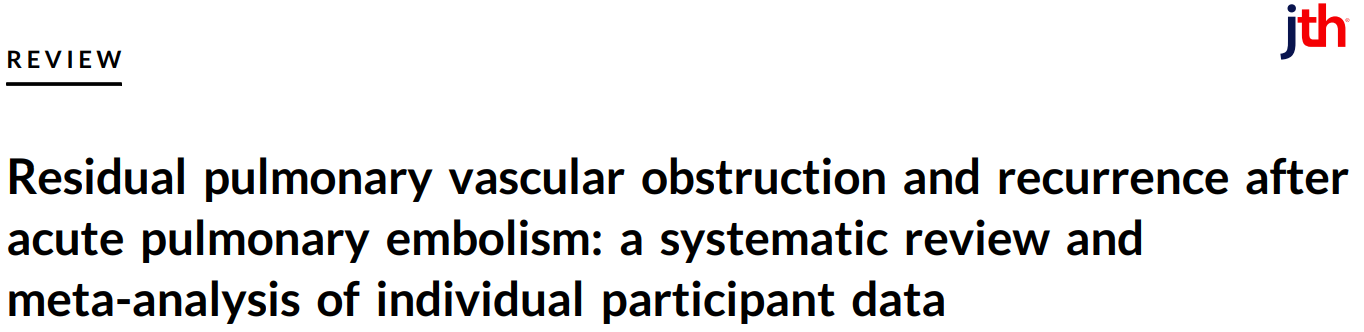 jth
REVIEW
Residual pulmonary vascular obstruction and recurrence after
acute pulmonary embolism: a systematic review and
meta-analysis of individual participant data